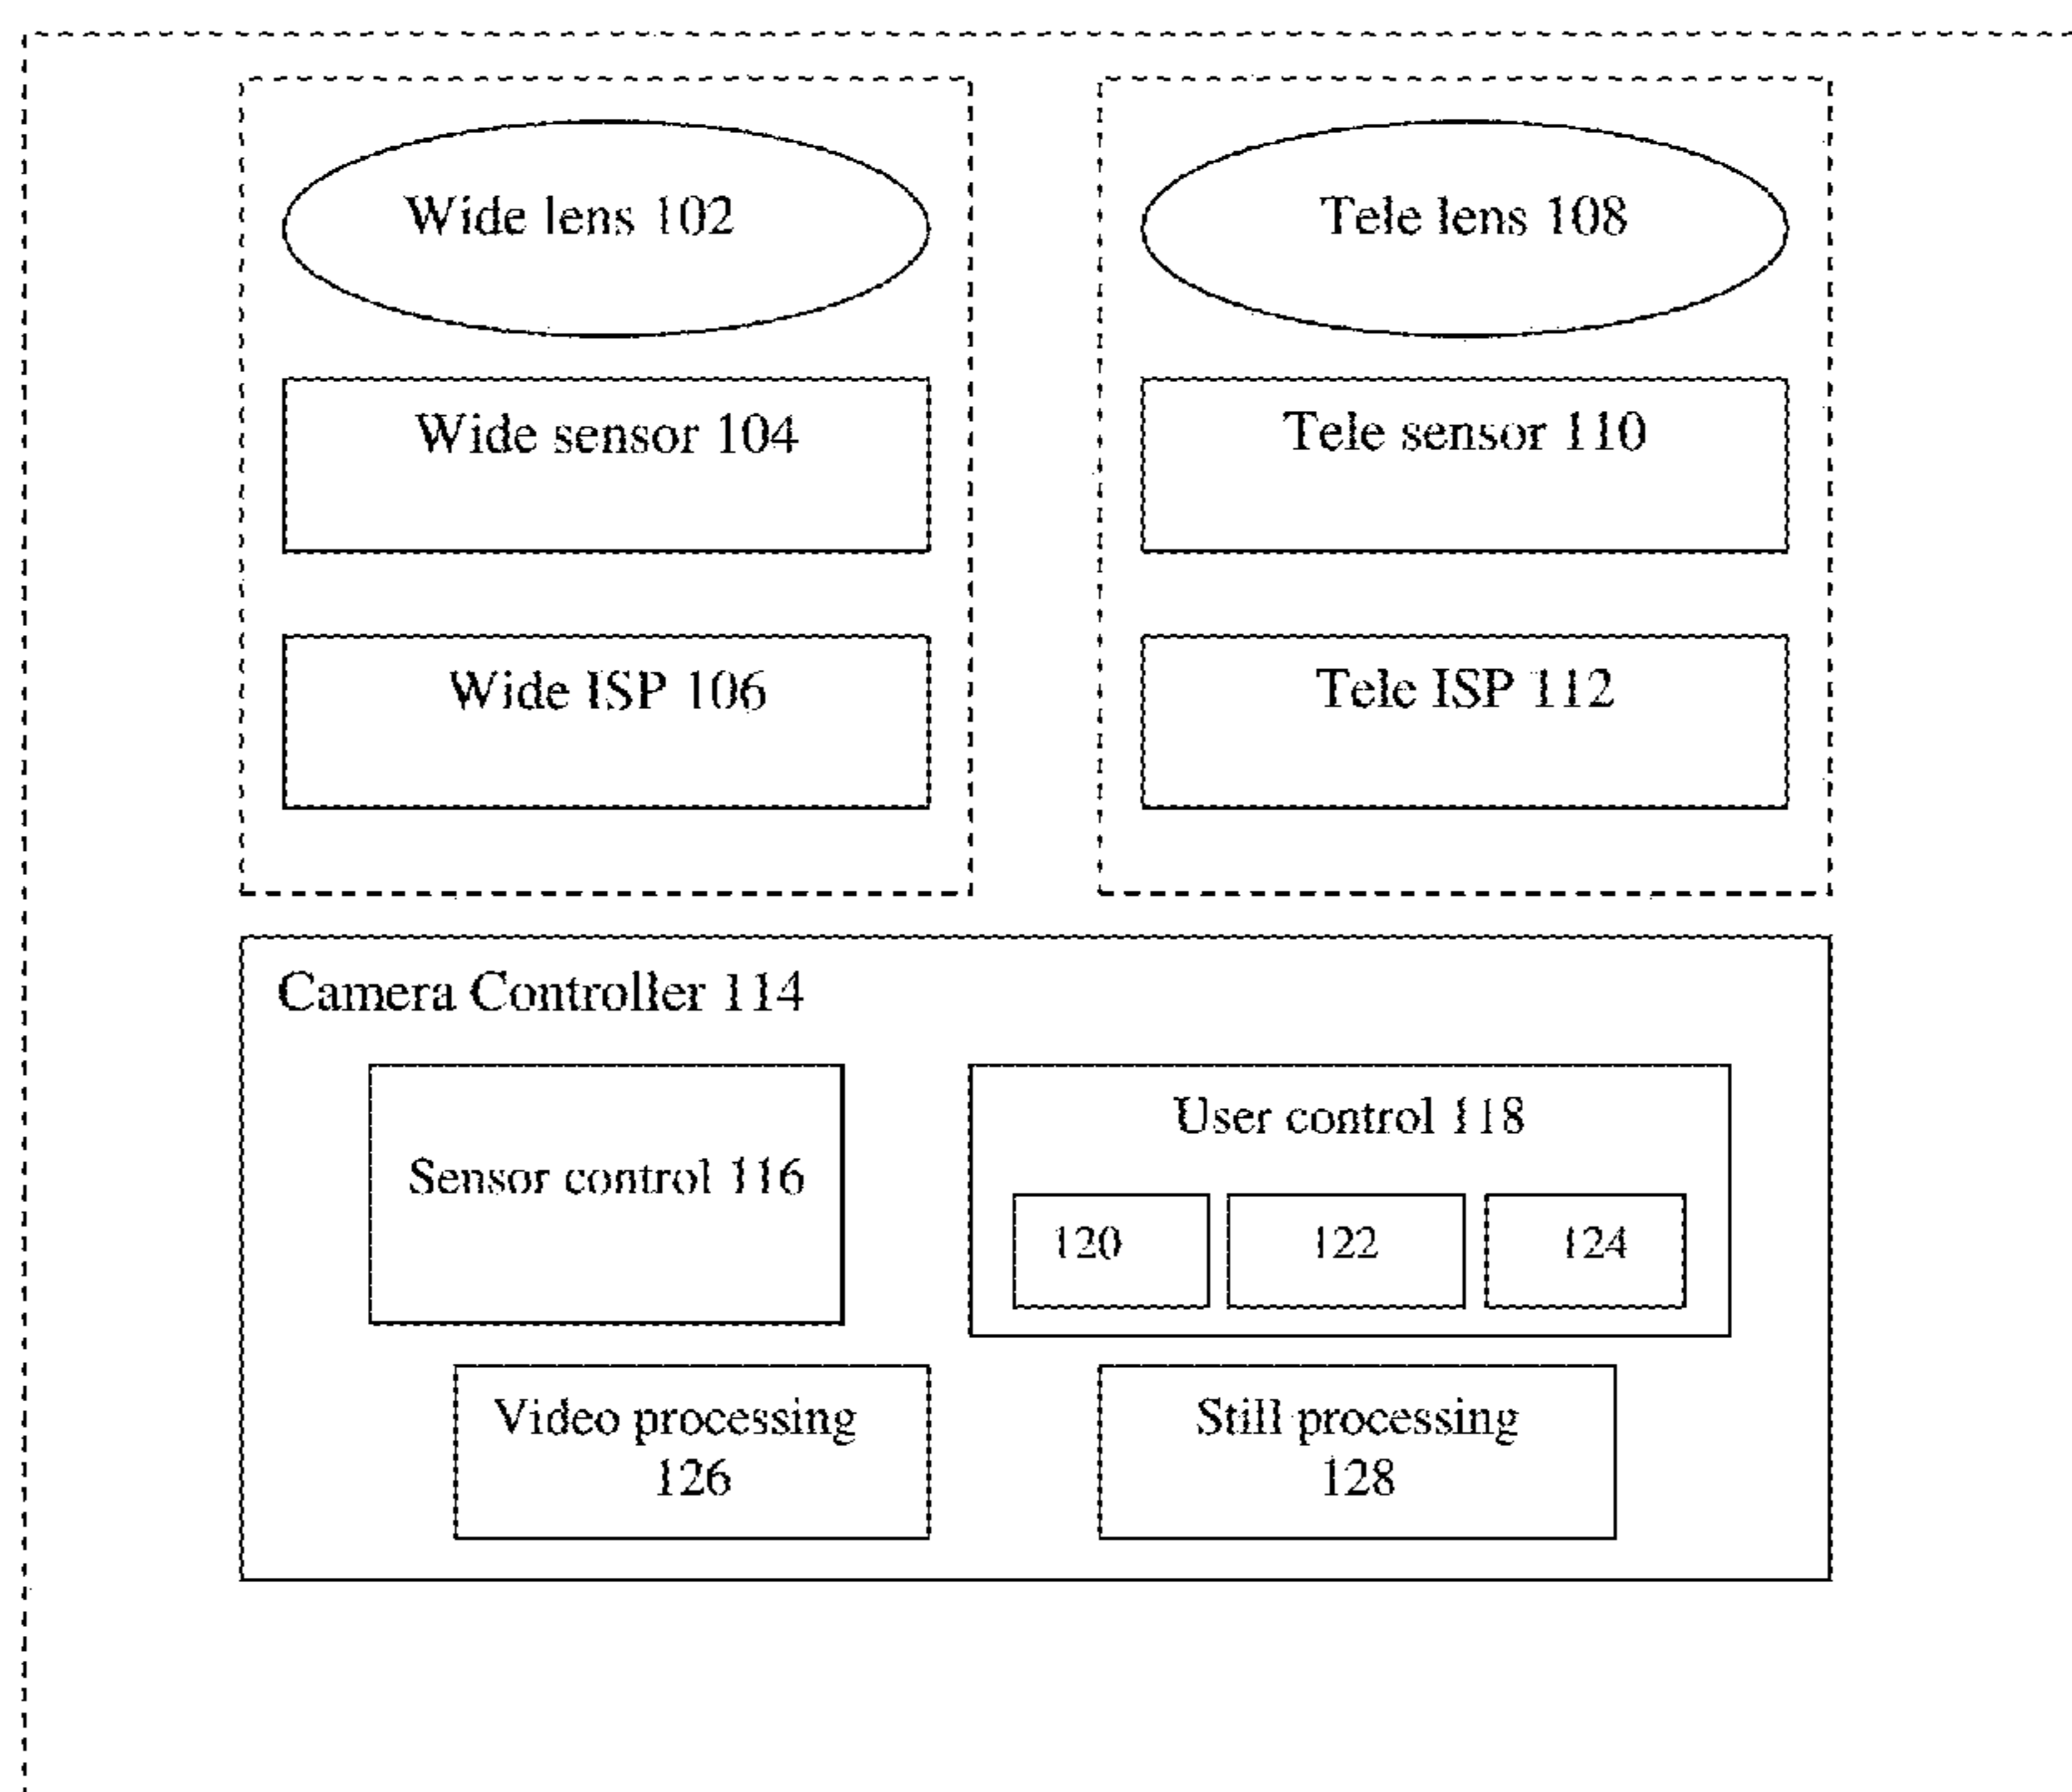 Wide lens 102
Tele lens 108
Wide sensor 104
Tele sensor 110
Wide ISP 106
Tele ISP 112
Camera Controller 114
Sensor control 116
User control 118
120
122
124
Video processing
126
Still processing
128